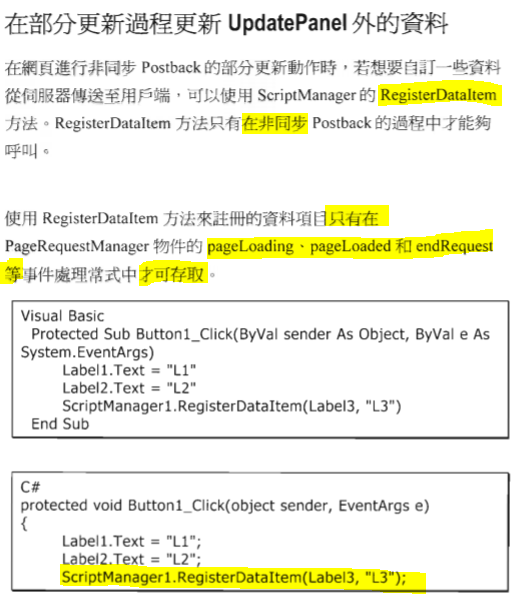 在部分更新過程更新 UpdatePanel 外的資料
在網頁進行非同步 Postback 的部分更新動作時，若想要自訂一些資料
從伺服器傳送至用戶端，可以使用 ScriptManager 的 RegisterDataItem
方法。RegisterDataItem 方法只有在非同步 Postback 的過程中才能夠
呼叫。
使用 RegisterDataItem 方法來註冊的資料項目只有在
PageRequestManager 物件的 pageLoading、pageLoaded 和 endRequest
等事件處理常式中才可存取。
Visual Basic
Protected Sub Button1_Click(ByVal sender As Object, ByVal e As
System.EventArgs)
Label1.Text = "L1"
Label2.Text = "L2"
ScriptManager1.RegisterDataItem(Label3, "L3")
End Sub
C#
protected void Button1_Click(object sender, EventArgs e)
{
Label1.Text = "L1";
Label2.Text = "L2";
ScriptManager1.RegisterDataItem(Label3, "L3");